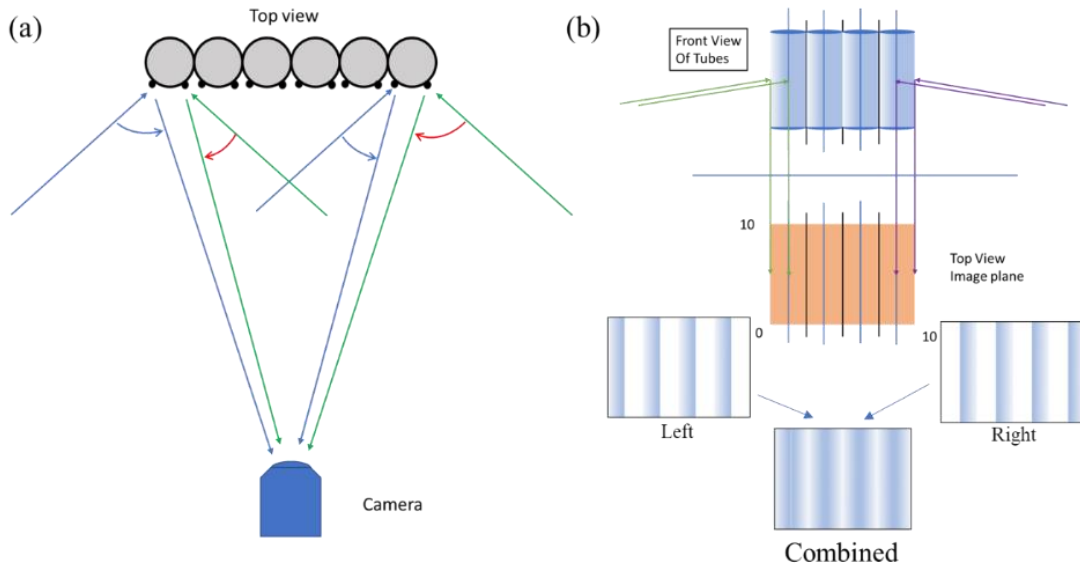 (a)
Top view
Camera
(b)
Front View
Of Tubes
10
Top View
Image plane
0
10
Left
Right
Combined